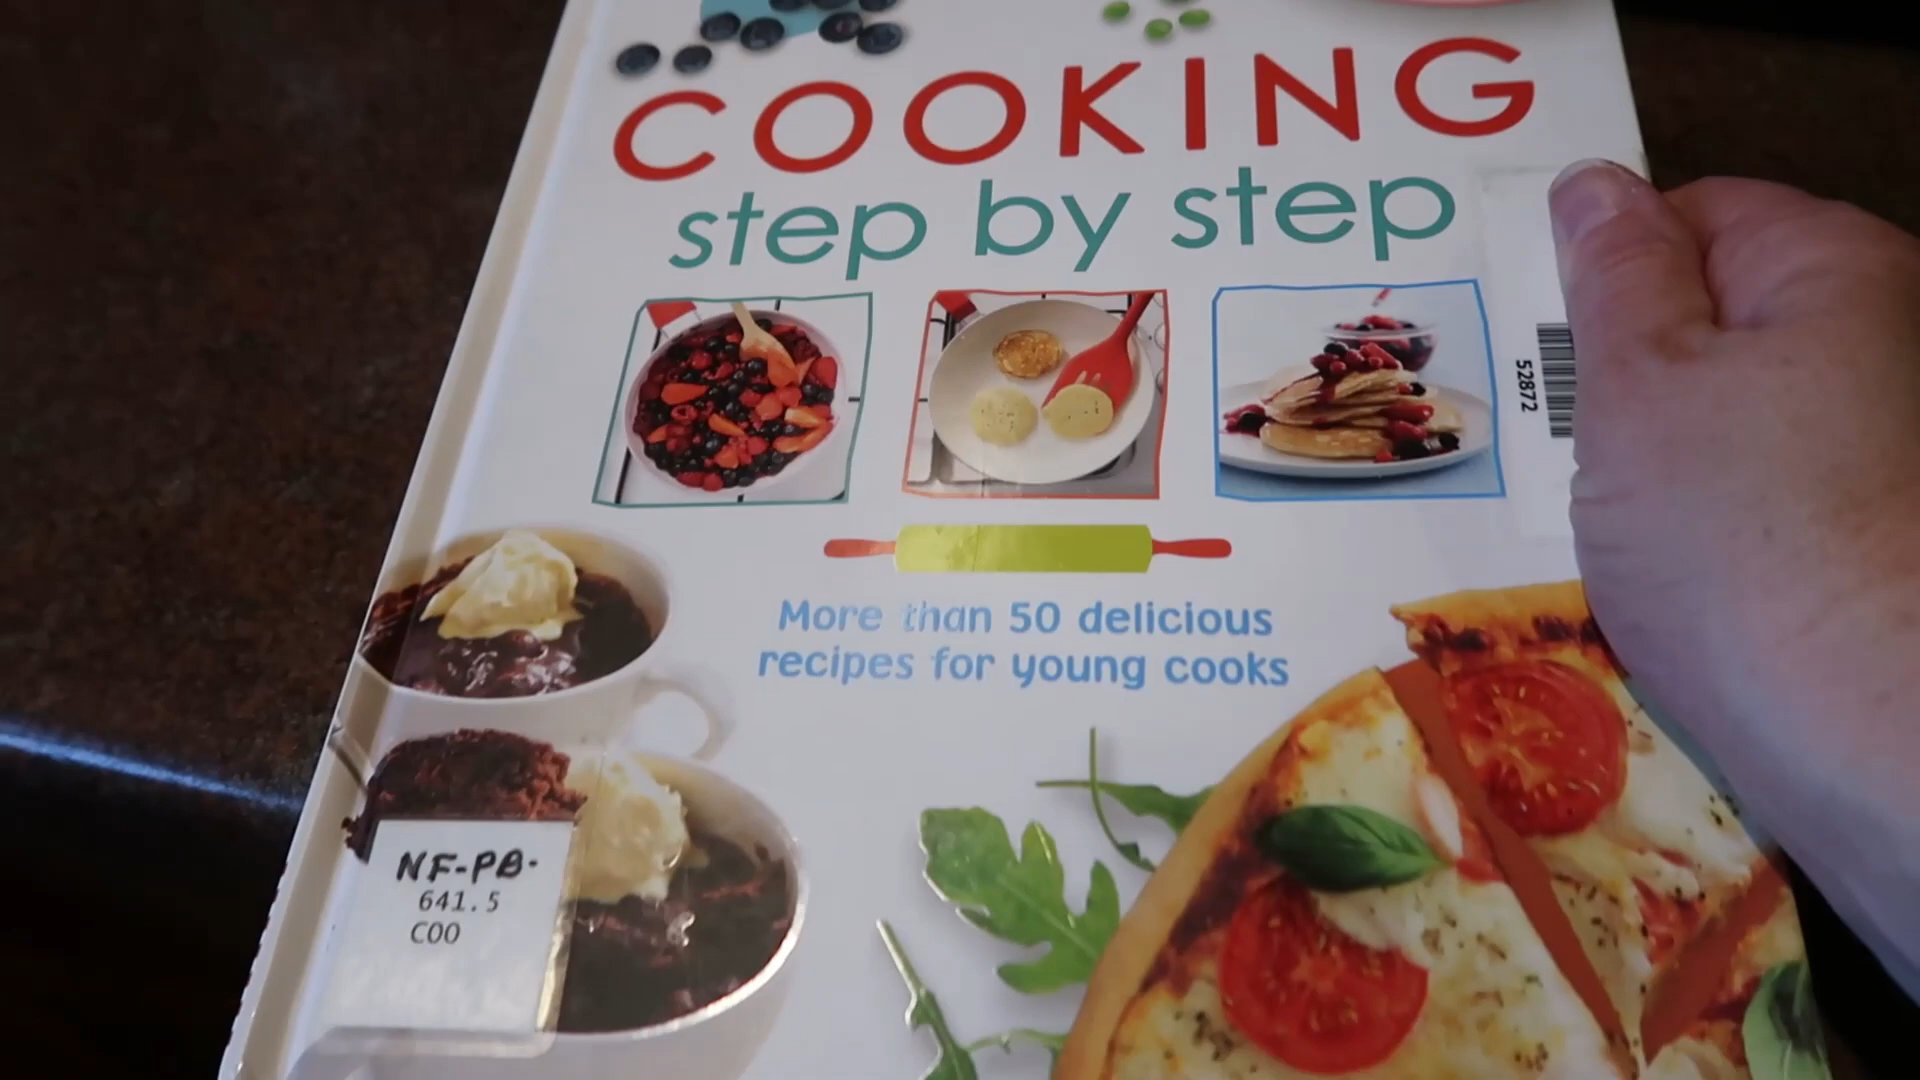 COOKING
step by step
52872
More than 50 delicious
recipes for young cooks
NF-PB-
641.5
COO